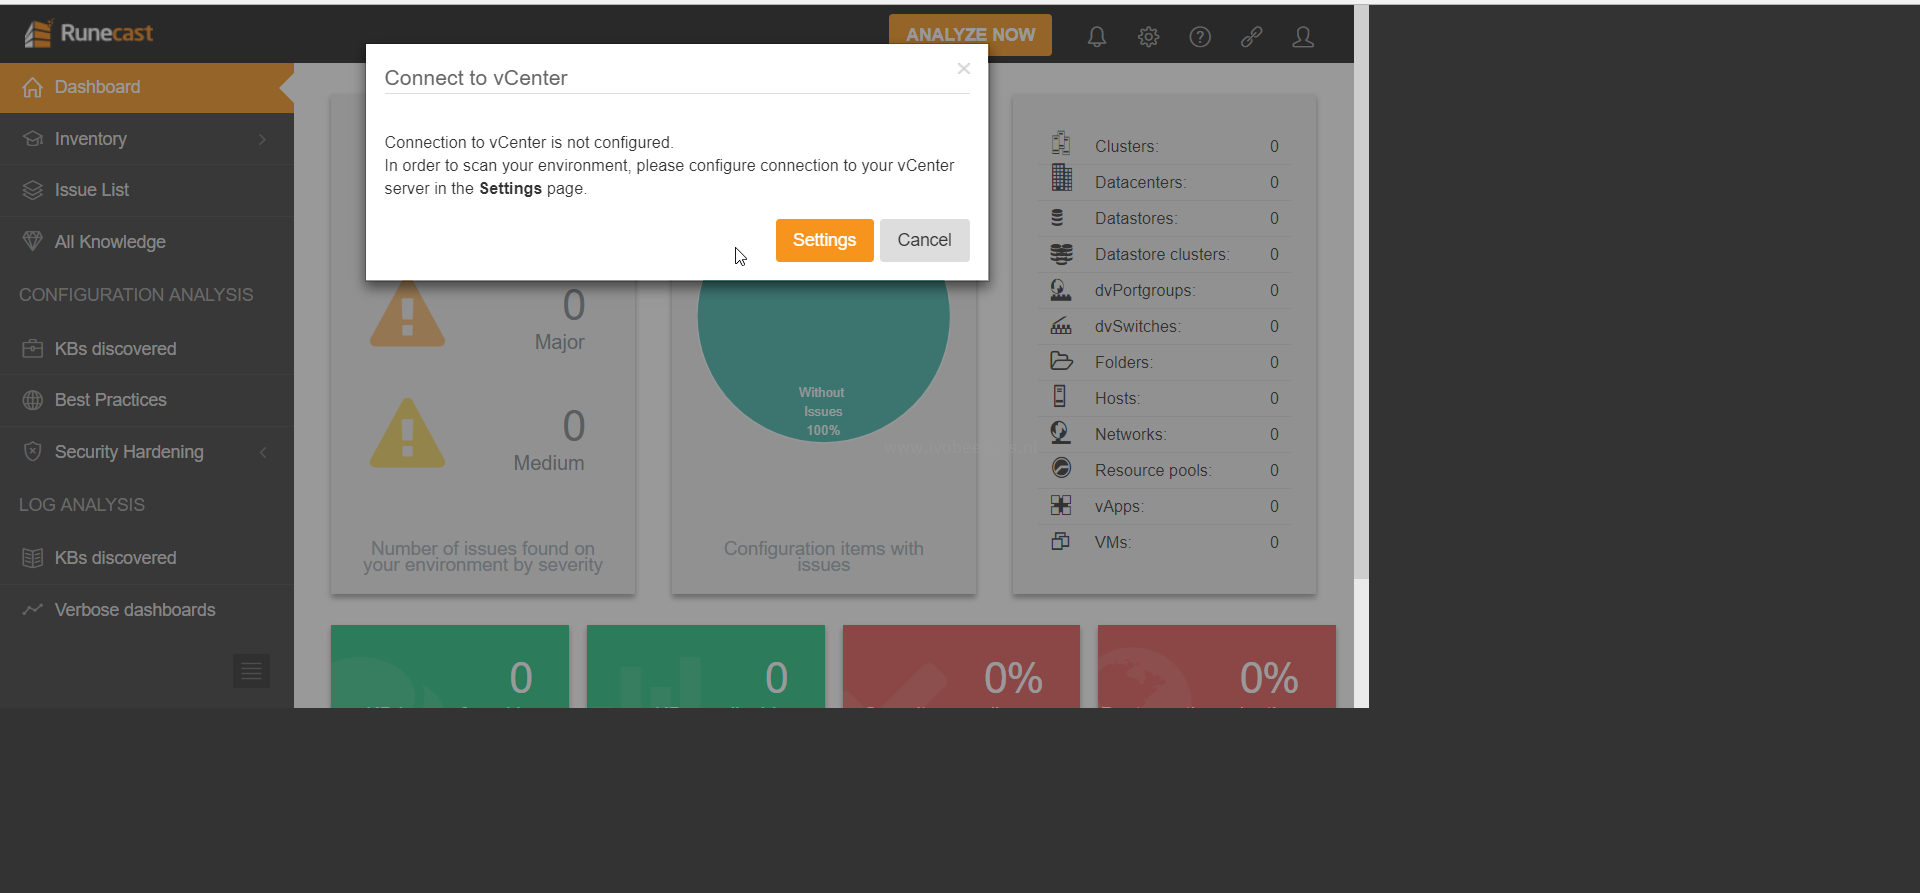 Runecast
ANALYZE NOW
Dashboard
Inventory
Issue List
All Knowledge
CONFIGURATION ANALYSIS
KBs discovered
Best Practices
Security Hardening
LOG ANALYSIS
KBs discovered
Verbose dashboards
Connect to vCenter
×
Connection to vCenter is not configured.
In order to scan your environment, please configure connection to your vCenter
server in the Settings page.
Settings
Cancel
0
Major
0
Medium
Number of issues found on
your environment by severity
Without
Issues
100%
Configuration items with
issues
Clusters: 0
Datacenters: 0
Datastores: 0
Datastore clusters: 0
dvPortgroups: 0
dvSwitches: 0
Folders: 0
Hosts: 0
Networks: 0
Resource pools: 0
vApps: 0
VMs: 0
0
0
0%
0%